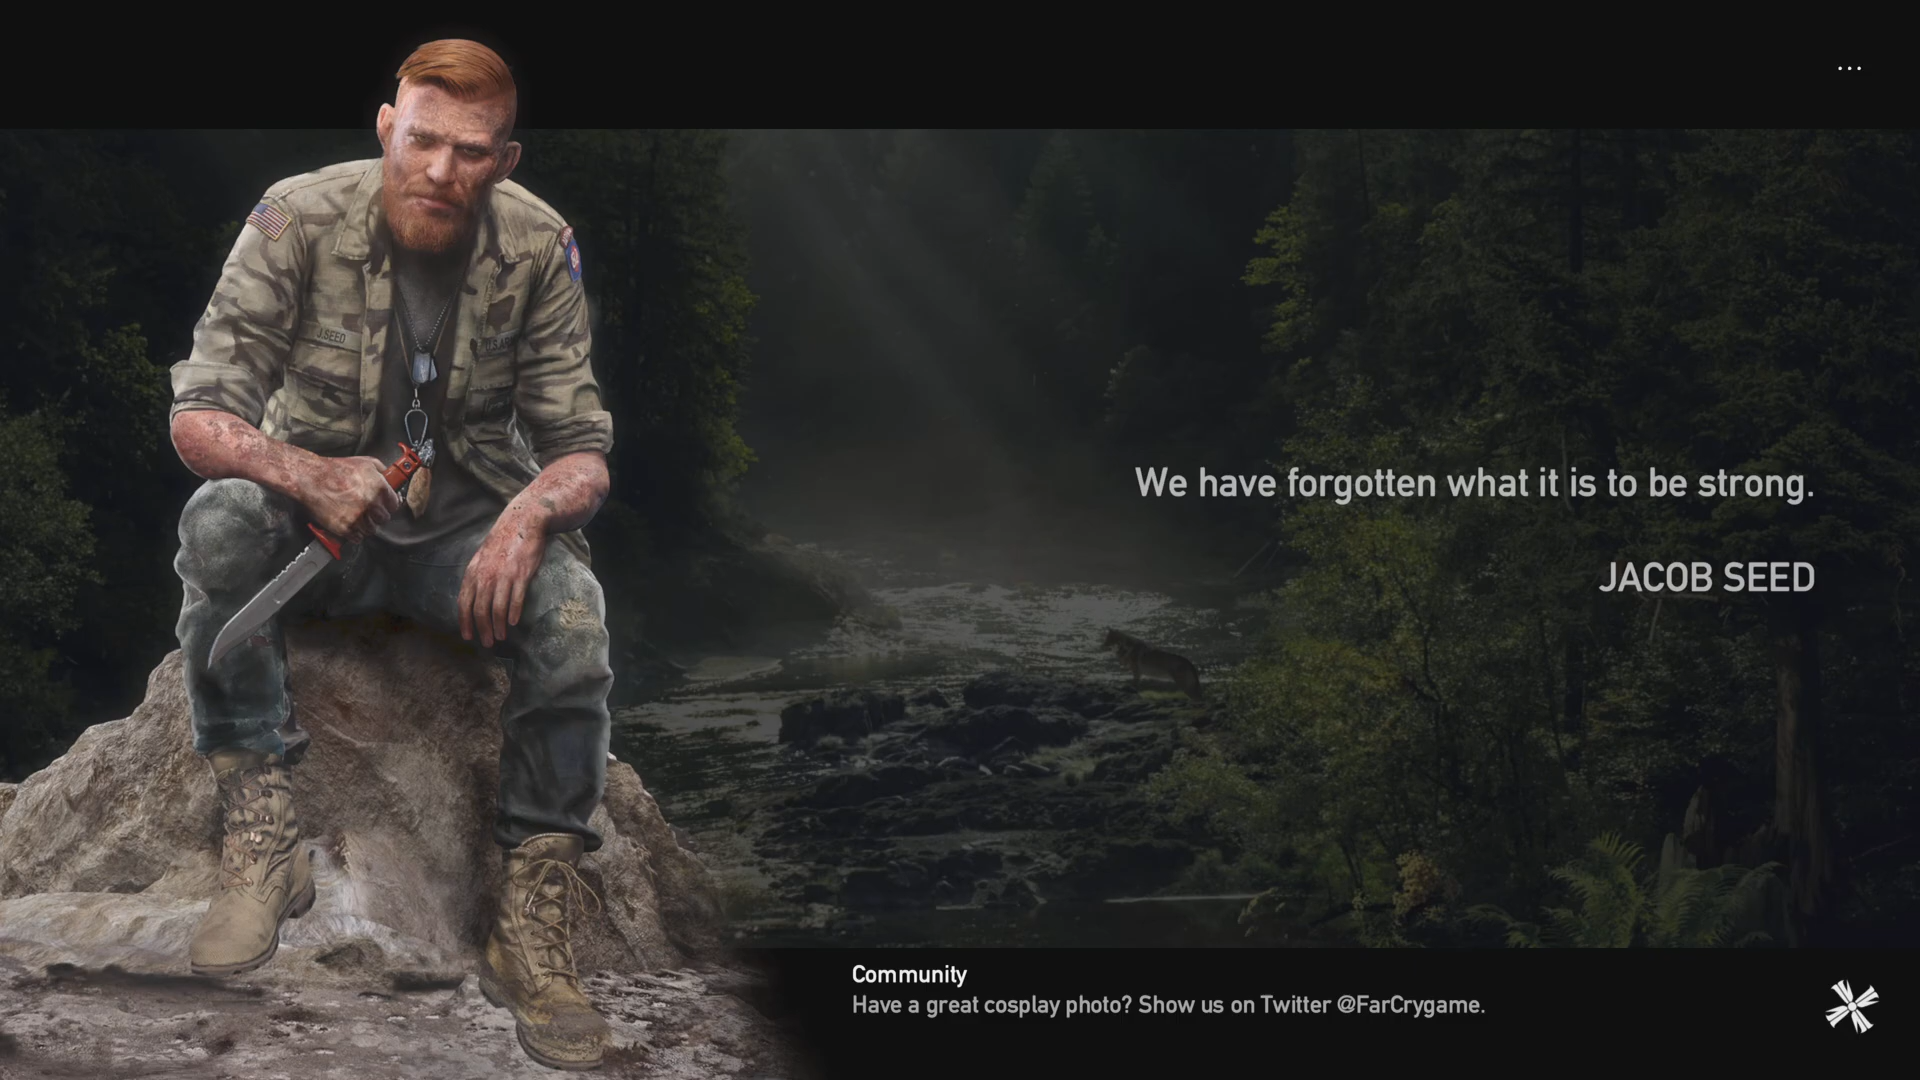 ...
J.SEED
We have forgotten what it is to be strong.
JACOB SEED
Community
Have a great cosplay photo? Show us on Twitter @FarCrygame.